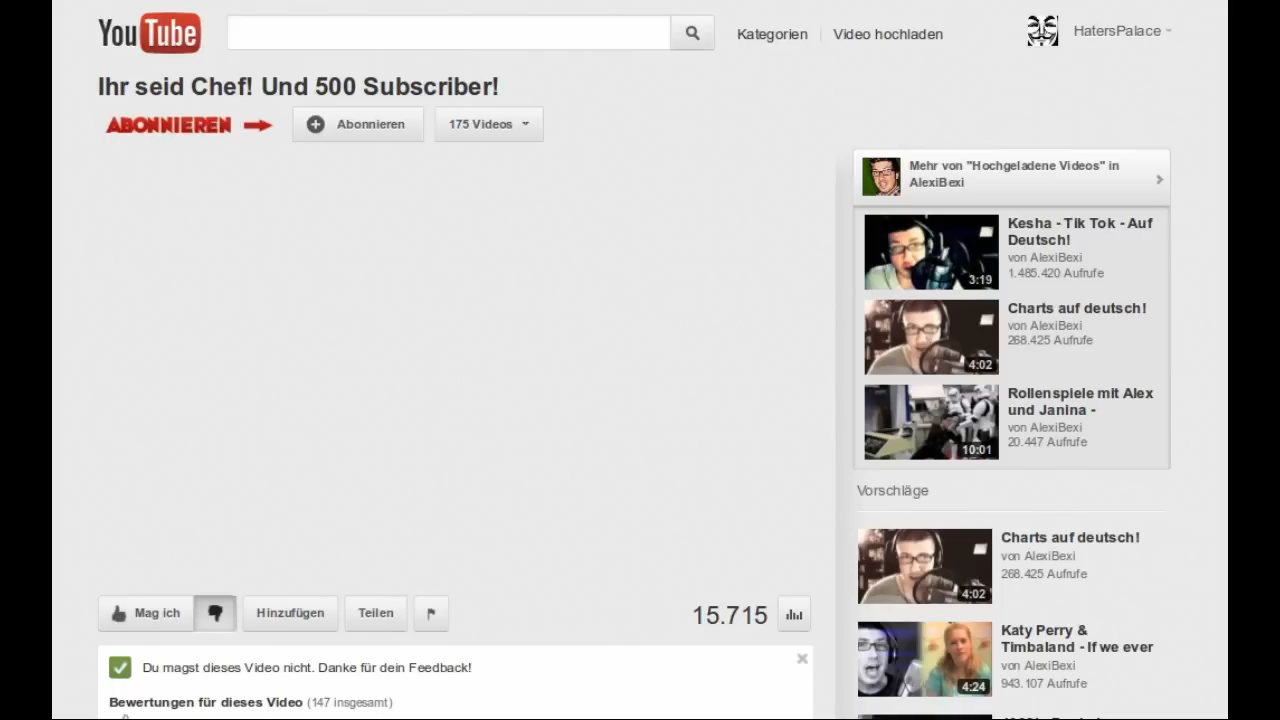 YouTube
Kategorien
Video hochladen
HatersPalace
Ihr seid Chef! Und 500 Subscriber!
ABONNIEREN
Abonnieren
175 Videos
Mehr von "Hochgeladene Videos" in
AlexiBexi
Kesha - Tik Tok - Auf
Deutsch!
von AlexiBexi
1.485.420 Aufrufe
3:19
Charts auf deutsch!
von AlexiBexi
268.425 Aufrufe
4:02
Rollenspiele mit Alex
und Janina -
von AlexiBexi
20.447 Aufrufe
10:01
Vorschläge
Charts auf deutsch!
von AlexiBexi
268.425 Aufrufe
4:02
Katy Perry &
Timbaland - If we ever
von AlexiBexi
943.107 Aufrufe
4:24
Mag ich
Hinzufügen
Teilen
15.715
Du magst dieses Video nicht. Danke für dein Feedback!
Bewertungen für dieses Video (147 insgesamt)